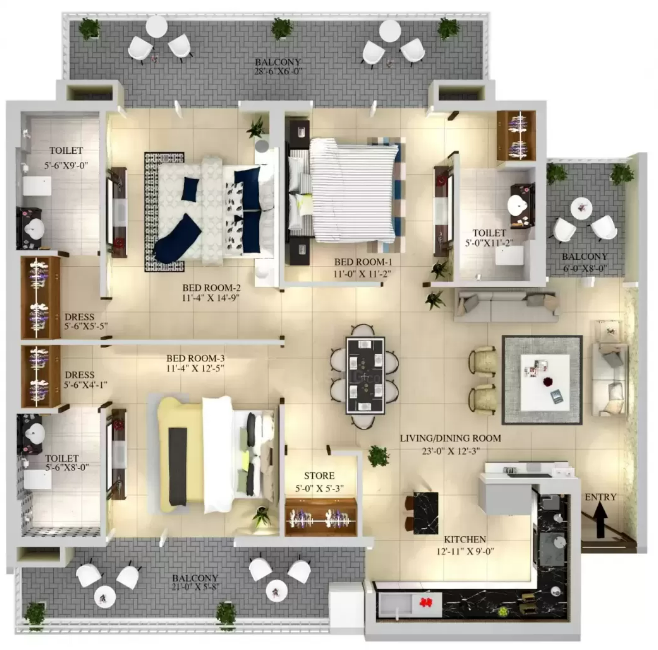 BALCONY
28'-6"X6'-0"
TOILET
5'-6"X9'-0"
BED ROOM-2
11'-4" X 14'-9"
BED ROOM-1
11'-0" X 11'-2"
TOILET
5'-0"X11'-2"
BALCONY
6'-0"X8'-0"
DRESS
5'-6"X5'-5"
BED ROOM-3
11'-4" X 12'-5"
DRESS
5'-6"X4'-1"
TOILET
5'-6"X8'-0"
LIVING/DINING ROOM
23'-0" X 12'-3"
STORE
5'-0" X 5'-3"
ENTRY
KITCHEN
12'-11" X 9'-0"
BALCONY
21'-0" X 5'-8"